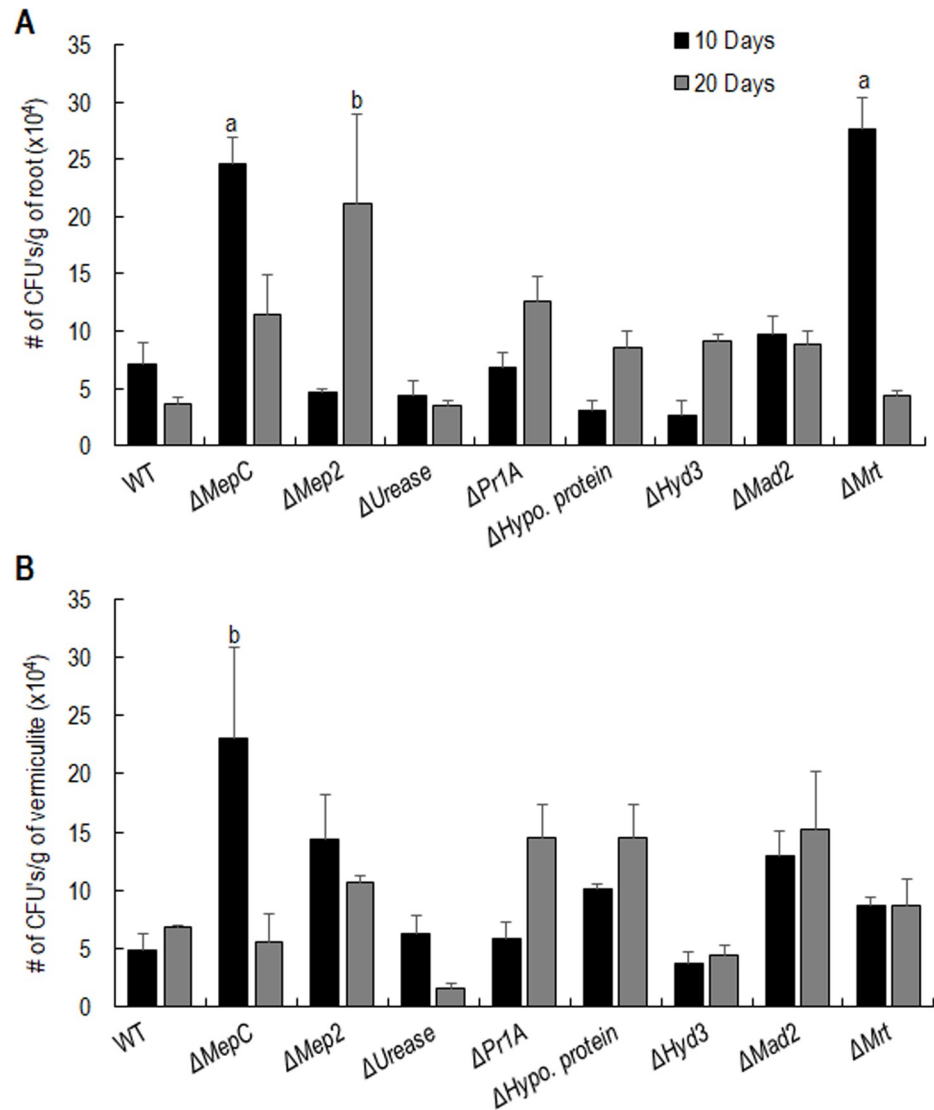 A
35
30
25
20
15
10
5
0
# of CFU's/g of root (x10⁴)
10 Days
20 Days
a
b
a
WT
ΔMepC
ΔMep2
ΔUrease
ΔPr1A
ΔHypo. protein
ΔHyd3
ΔMad2
ΔMrt
B
35
30
25
20
15
10
5
0
# of CFU's/g of vermiculite (x10⁴)
b
WT
ΔMepC
ΔMep2
ΔUrease
ΔPr1A
ΔHypo. protein
ΔHyd3
ΔMad2
ΔMrt